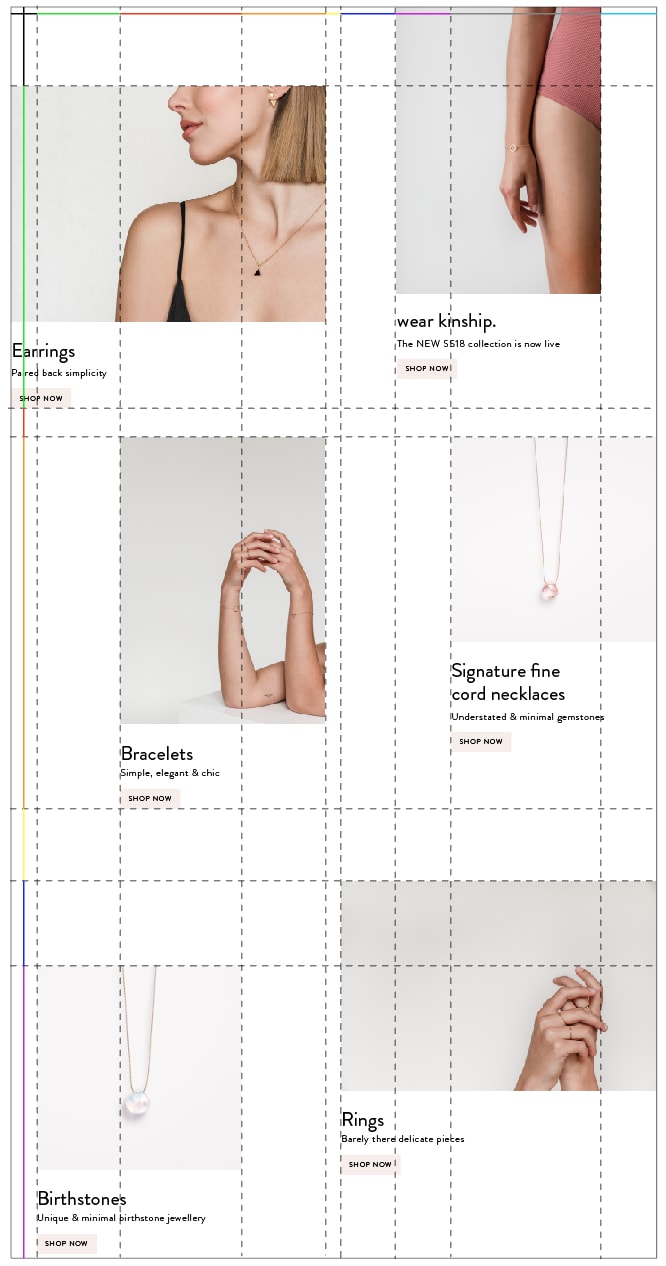 wear kinship.
The NEW SS18 collection is now live
SHOP NOW
Earrings
Paired back simplicity
SHOP NOW
Signature fine
cord necklaces
Understated & minimal gemstones
SHOP NOW
Bracelets
Simple, elegant & chic
SHOP NOW
Rings
Barely there delicate pieces
SHOP NOW
Birthstones
Unique & minimal birthstone jewellery
SHOP NOW